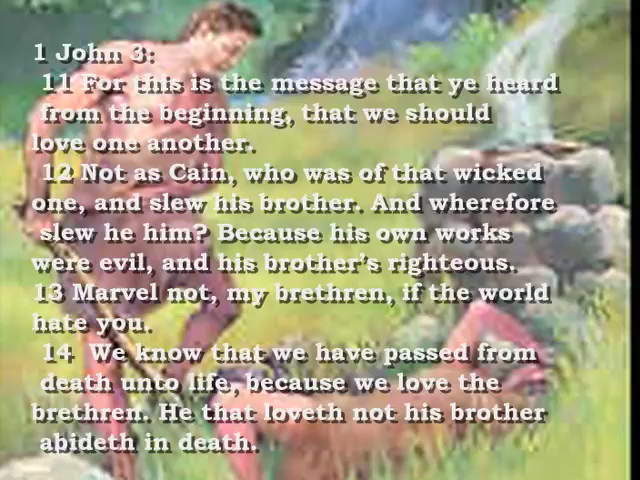 1 John 3:
11 For this is the message that ye heard
from the beginning, that we should
love one another.
12 Not as Cain, who was of that wicked
one, and slew his brother. And wherefore
slew he him? Because his own works
were evil, and his brother's righteous.
13 Marvel not, my brethren, if the world
hate you.
14 We know that we have passed from
death unto life, because we love the
brethren. He that loveth not his brother
abideth in death.